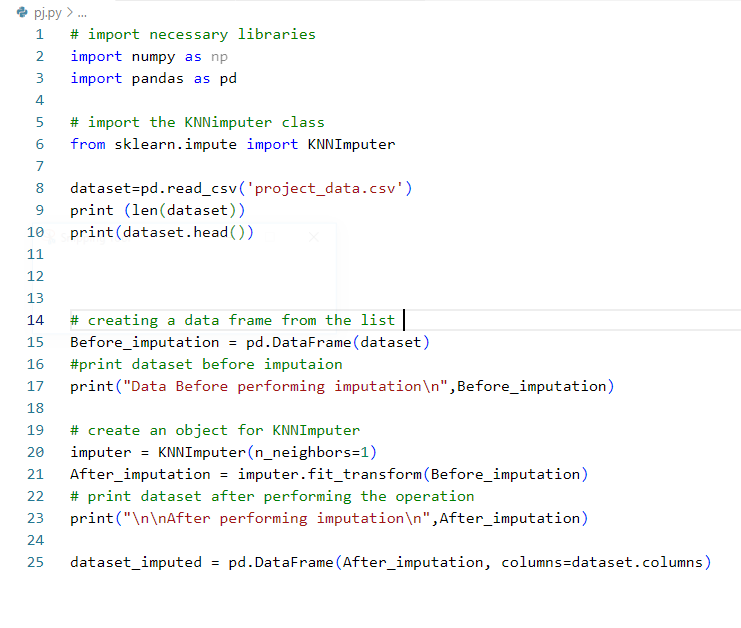 pj.py > ...
1 # import necessary libraries
2 import numpy as np
3 import pandas as pd
4
5 # import the KNNimputer class
6 from sklearn.impute import KNNImputer
7
8 dataset=pd.read_csv('project_data.csv')
9 print (len(dataset))
10 print(dataset.head())
11
12
13
14 # creating a data frame from the list
15 Before_imputation = pd.DataFrame(dataset)
16 #print dataset before imputaion
17 print("Data Before performing imputation\n",Before_imputation)
18
19 # create an object for KNNImputer
20 imputer = KNNImputer(n_neighbors=1)
21 After_imputation = imputer.fit_transform(Before_imputation)
22 # print dataset after performing the operation
23 print("\n\nAfter performing imputation\n",After_imputation)
24
25 dataset_imputed = pd.DataFrame(After_imputation, columns=dataset.columns)